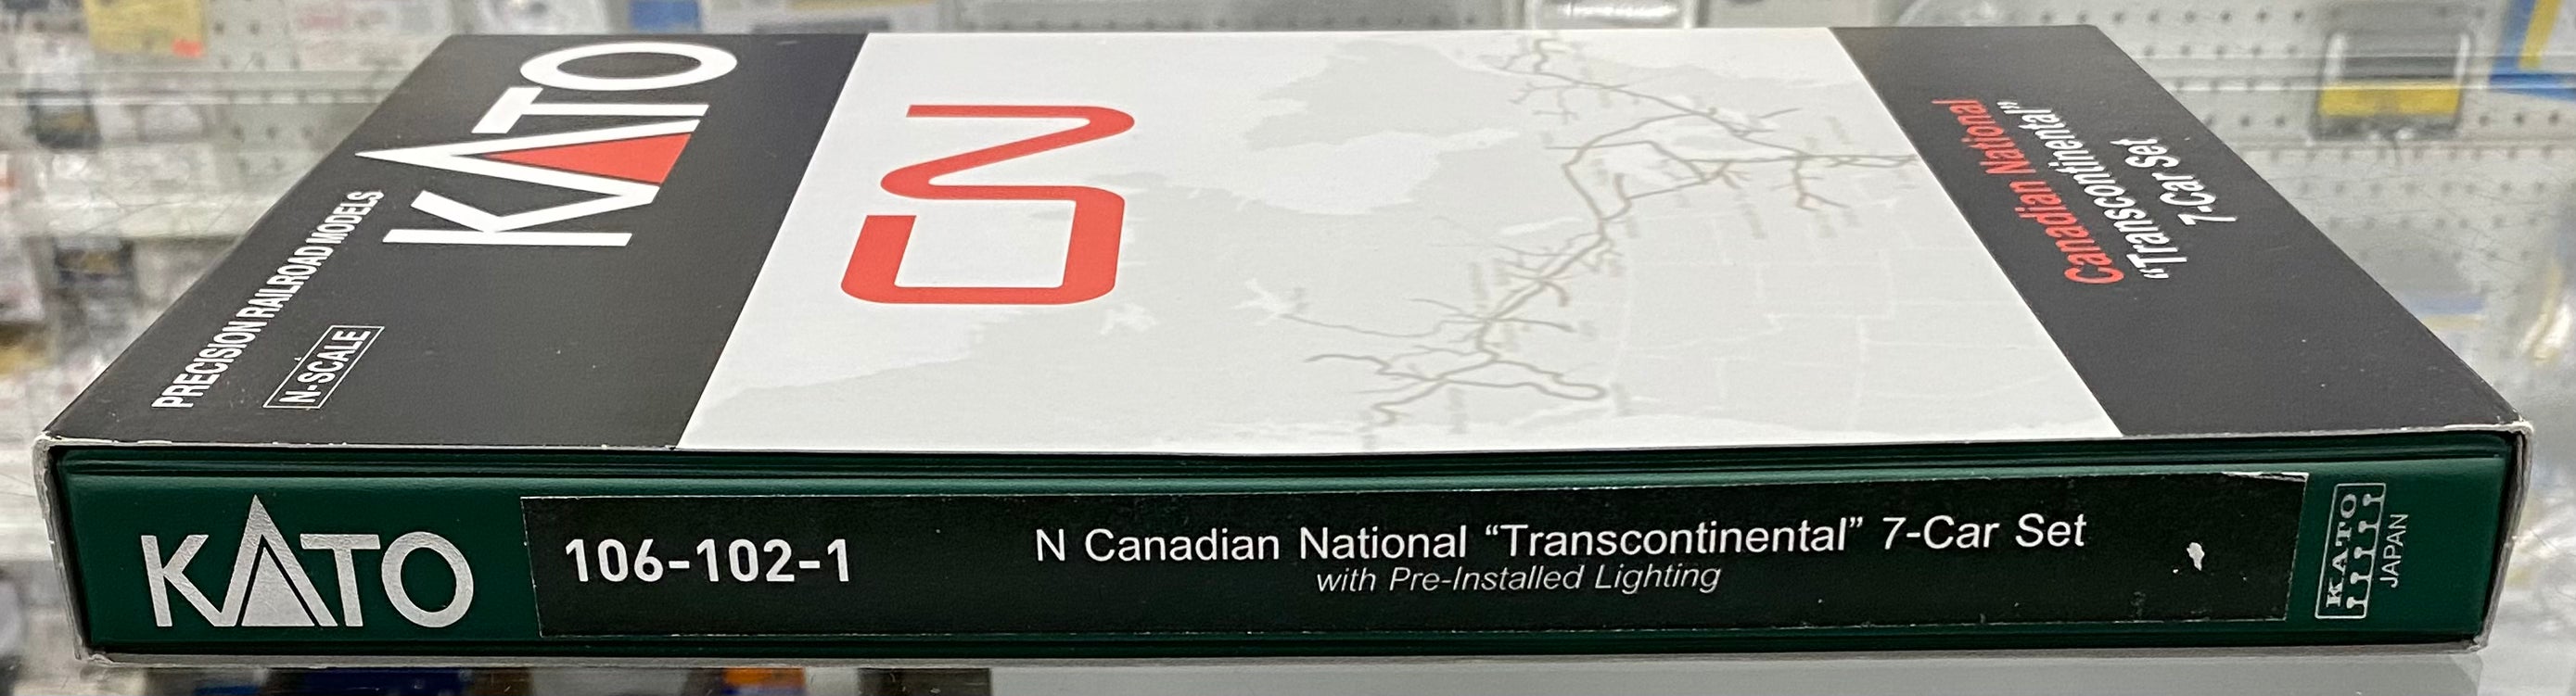 KATO
PRECISION RAILROAD MODELS
N-SCALE
CN
Canadian National
“Transcontinental”
7-Car Set
KATO
106-102-1
N Canadian National “Transcontinental” 7-Car Set
with Pre-Installed Lighting
KATO
JAPAN